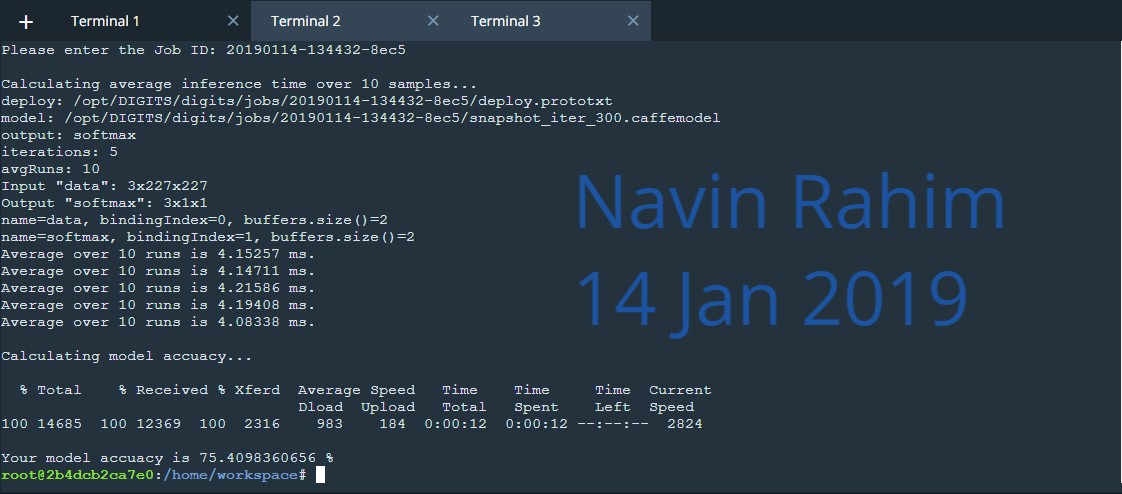 + Terminal 1 × Terminal 2 × Terminal 3 ×
Please enter the Job ID: 20190114-134432-8ec5
Calculating average inference time over 10 samples...
deploy: /opt/DIGITS/digits/jobs/20190114-134432-8ec5/deploy.prototxt
model: /opt/DIGITS/digits/jobs/20190114-134432-8ec5/snapshot_iter_300.caffemodel
output: softmax
iterations: 5
avgRuns: 10
Input "data": 3x227x227
Output "softmax": 3x1x1
name=data, bindingIndex=0, buffers.size()=2
name=softmax, bindingIndex=1, buffers.size()=2
Average over 10 runs is 4.15257 ms.
Average over 10 runs is 4.14711 ms.
Average over 10 runs is 4.21586 ms.
Average over 10 runs is 4.19408 ms.
Average over 10 runs is 4.08338 ms.
Navin Rahim
14 Jan 2019
Calculating model accuacy...
% Total % Received % Xferd Average Speed Time Time Time Current
Dload Upload Total Spent Left Speed
100 14685 100 12369 100 2316 983 184 0:00:12 0:00:12 --:--:-- 2824
Your model accuacy is 75.4098360656 %
root@2b4dcb2ca7e0:/home/workspace#